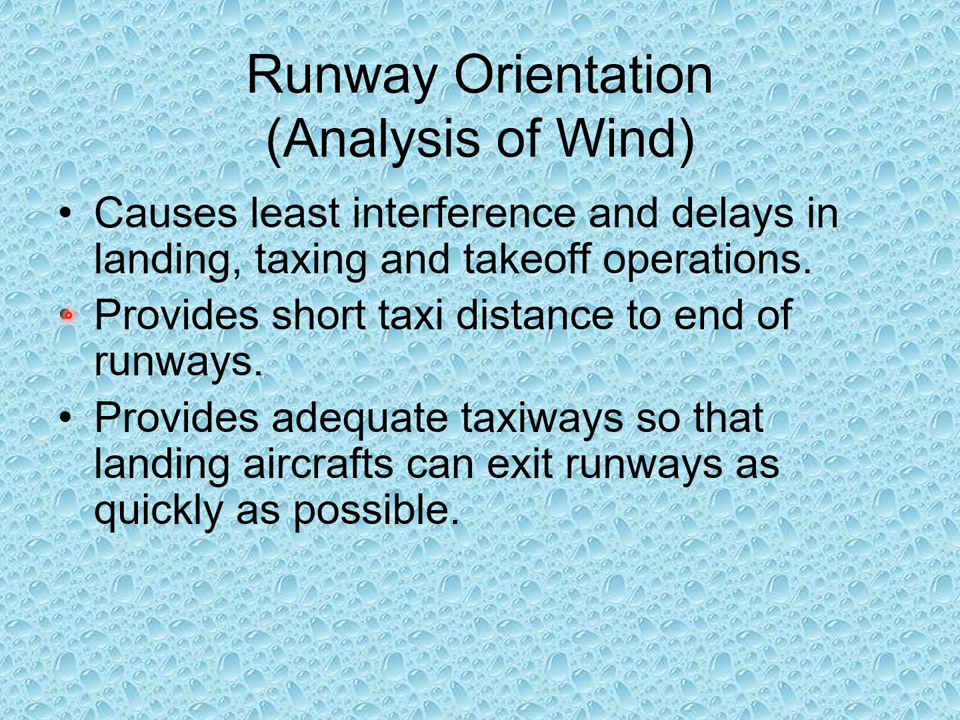 Runway Orientation
(Analysis of Wind)
• Causes least interference and delays in
landing, taxing and takeoff operations.
• Provides short taxi distance to end of
runways.
• Provides adequate taxiways so that
landing aircrafts can exit runways as
quickly as possible.